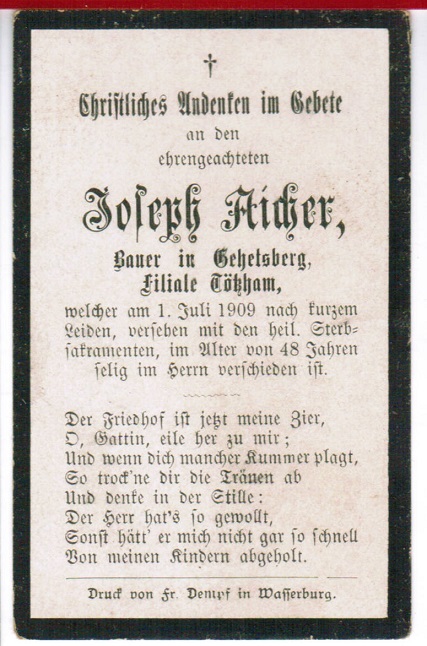 †
Christliches Andenken im Gebete
an den
ehrengeachteten
Joseph Aicher,
Bauer in Gehetsberg,
Filiale Tötzham,
welcher am 1. Juli 1909 nach kurzem
Leiden, versehen mit den heil. Sterb-
sakramenten, im Alter von 48 Jahren
selig im Herrn verschieden ist.
Der Friedhof ist jetzt meine Zier,
O, Gattin, eile her zu mir;
Und wenn dich mancher Kummer plagt,
So trock'ne dir die Tränen ab
Und denke in der Stille:
Der Herr hat's so gewollt,
Sonst hätt' er mich nicht gar so schnell
Von meinen Kindern abgeholt.
Druck von Fr. Dempf in Wasserburg.